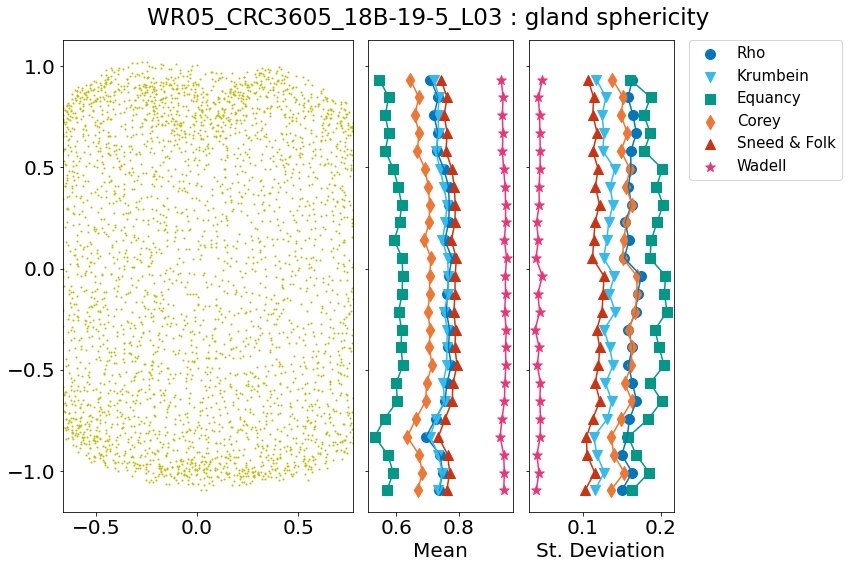 WR05_CRC3605_18B-19-5_L03 : gland sphericity
1.0
0.5
0.0
−0.5
−1.0
−0.5 0.0 0.5
0.6 0.8
Mean
0.1 0.2
St. Deviation
Rho
Krumbein
Equancy
Corey
Sneed & Folk
Wadell